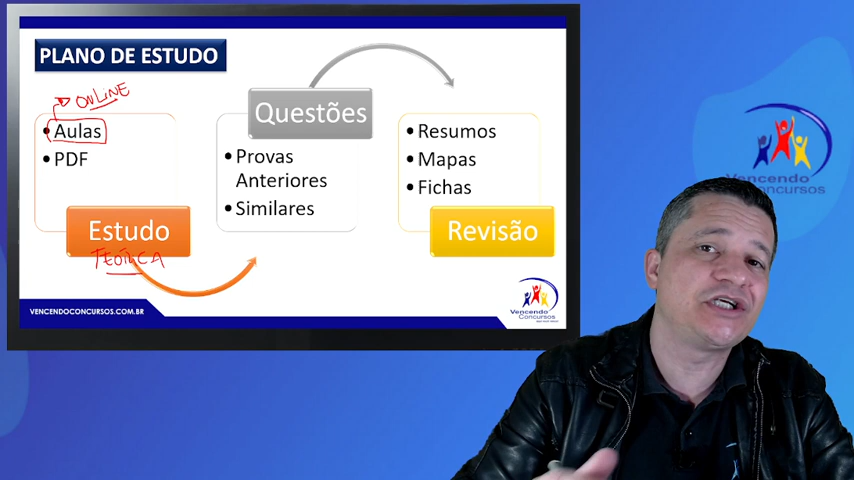 PLANO DE ESTUDO
ONLINE
• Aulas
• PDF
Estudo
TEÓRICA
Questões
• Provas
Anteriores
• Similares
• Resumos
• Mapas
• Fichas
Revisão
VENCENDOCONCURSOS.COM.BR
Vencendo
Concursos
Vencendo
Concursos